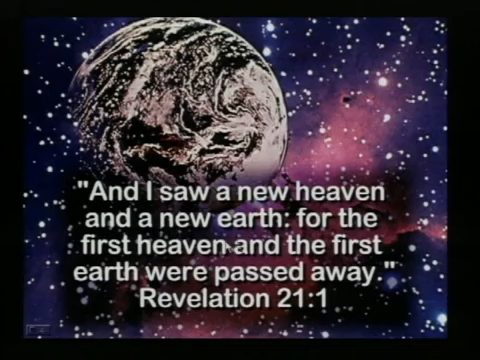 "And I saw a new heaven
and a new earth: for the
first heaven and the first
earth were passed away."
Revelation 21:1